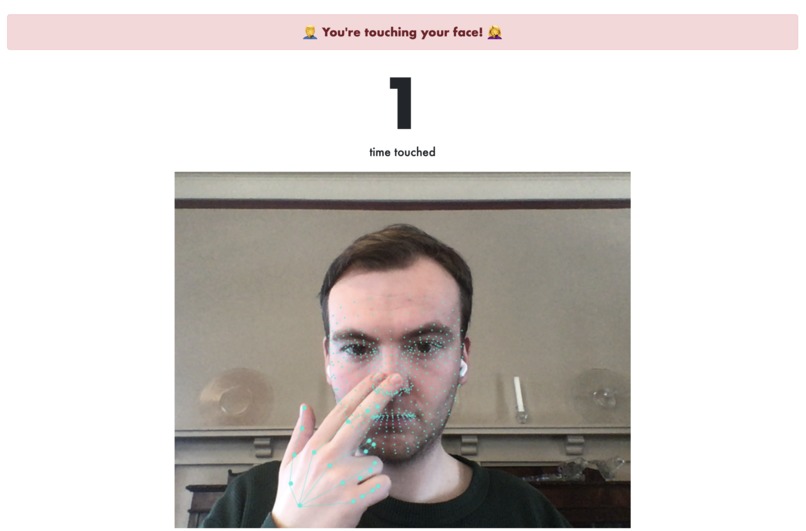 🤦‍♂️ You're touching your face! 🤦‍♀️
1
time touched